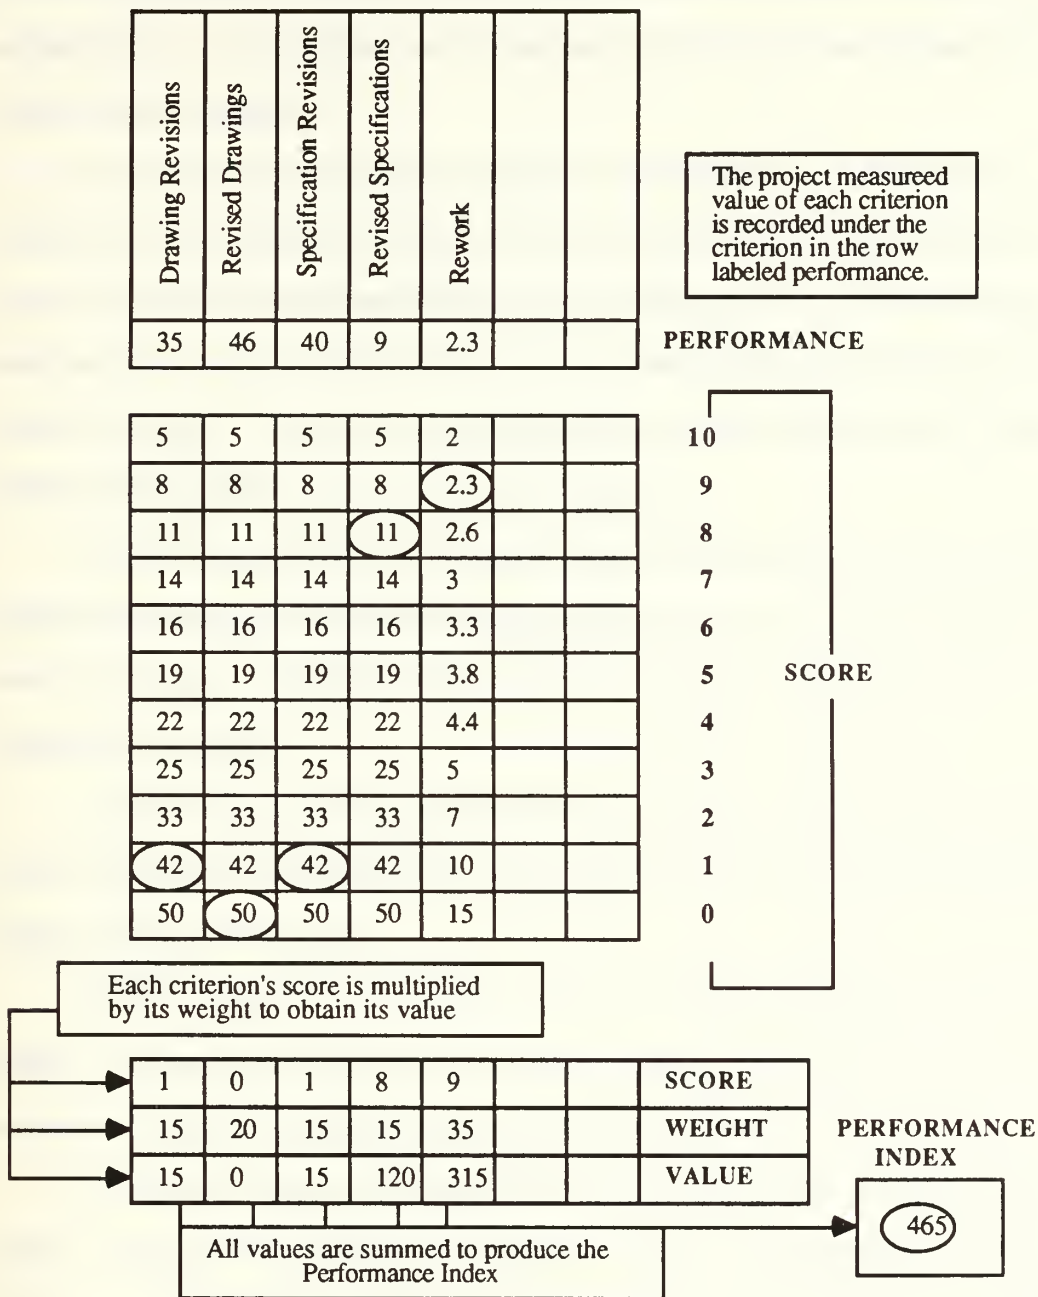 Drawing Revisions
Revised Drawings
Specification Revisions
Revised Specifications
Rework
The project measureed
value of each criterion
is recorded under the
criterion in the row
labeled performance.
35 46 40 9 2.3 PERFORMANCE
5 5 5 5 2 10
8 8 8 8 2.3 9
11 11 11 11 2.6 8
14 14 14 14 3 7
16 16 16 16 3.3 6
19 19 19 19 3.8 5 SCORE
22 22 22 22 4.4 4
25 25 25 25 5 3
33 33 33 33 7 2
42 42 42 42 10 1
50 50 50 50 15 0
Each criterion's score is multiplied
by its weight to obtain its value
1 0 1 8 9 SCORE
15 20 15 15 35 WEIGHT
15 0 15 120 315 VALUE
PERFORMANCE
INDEX
465
All values are summed to produce the
Performance Index